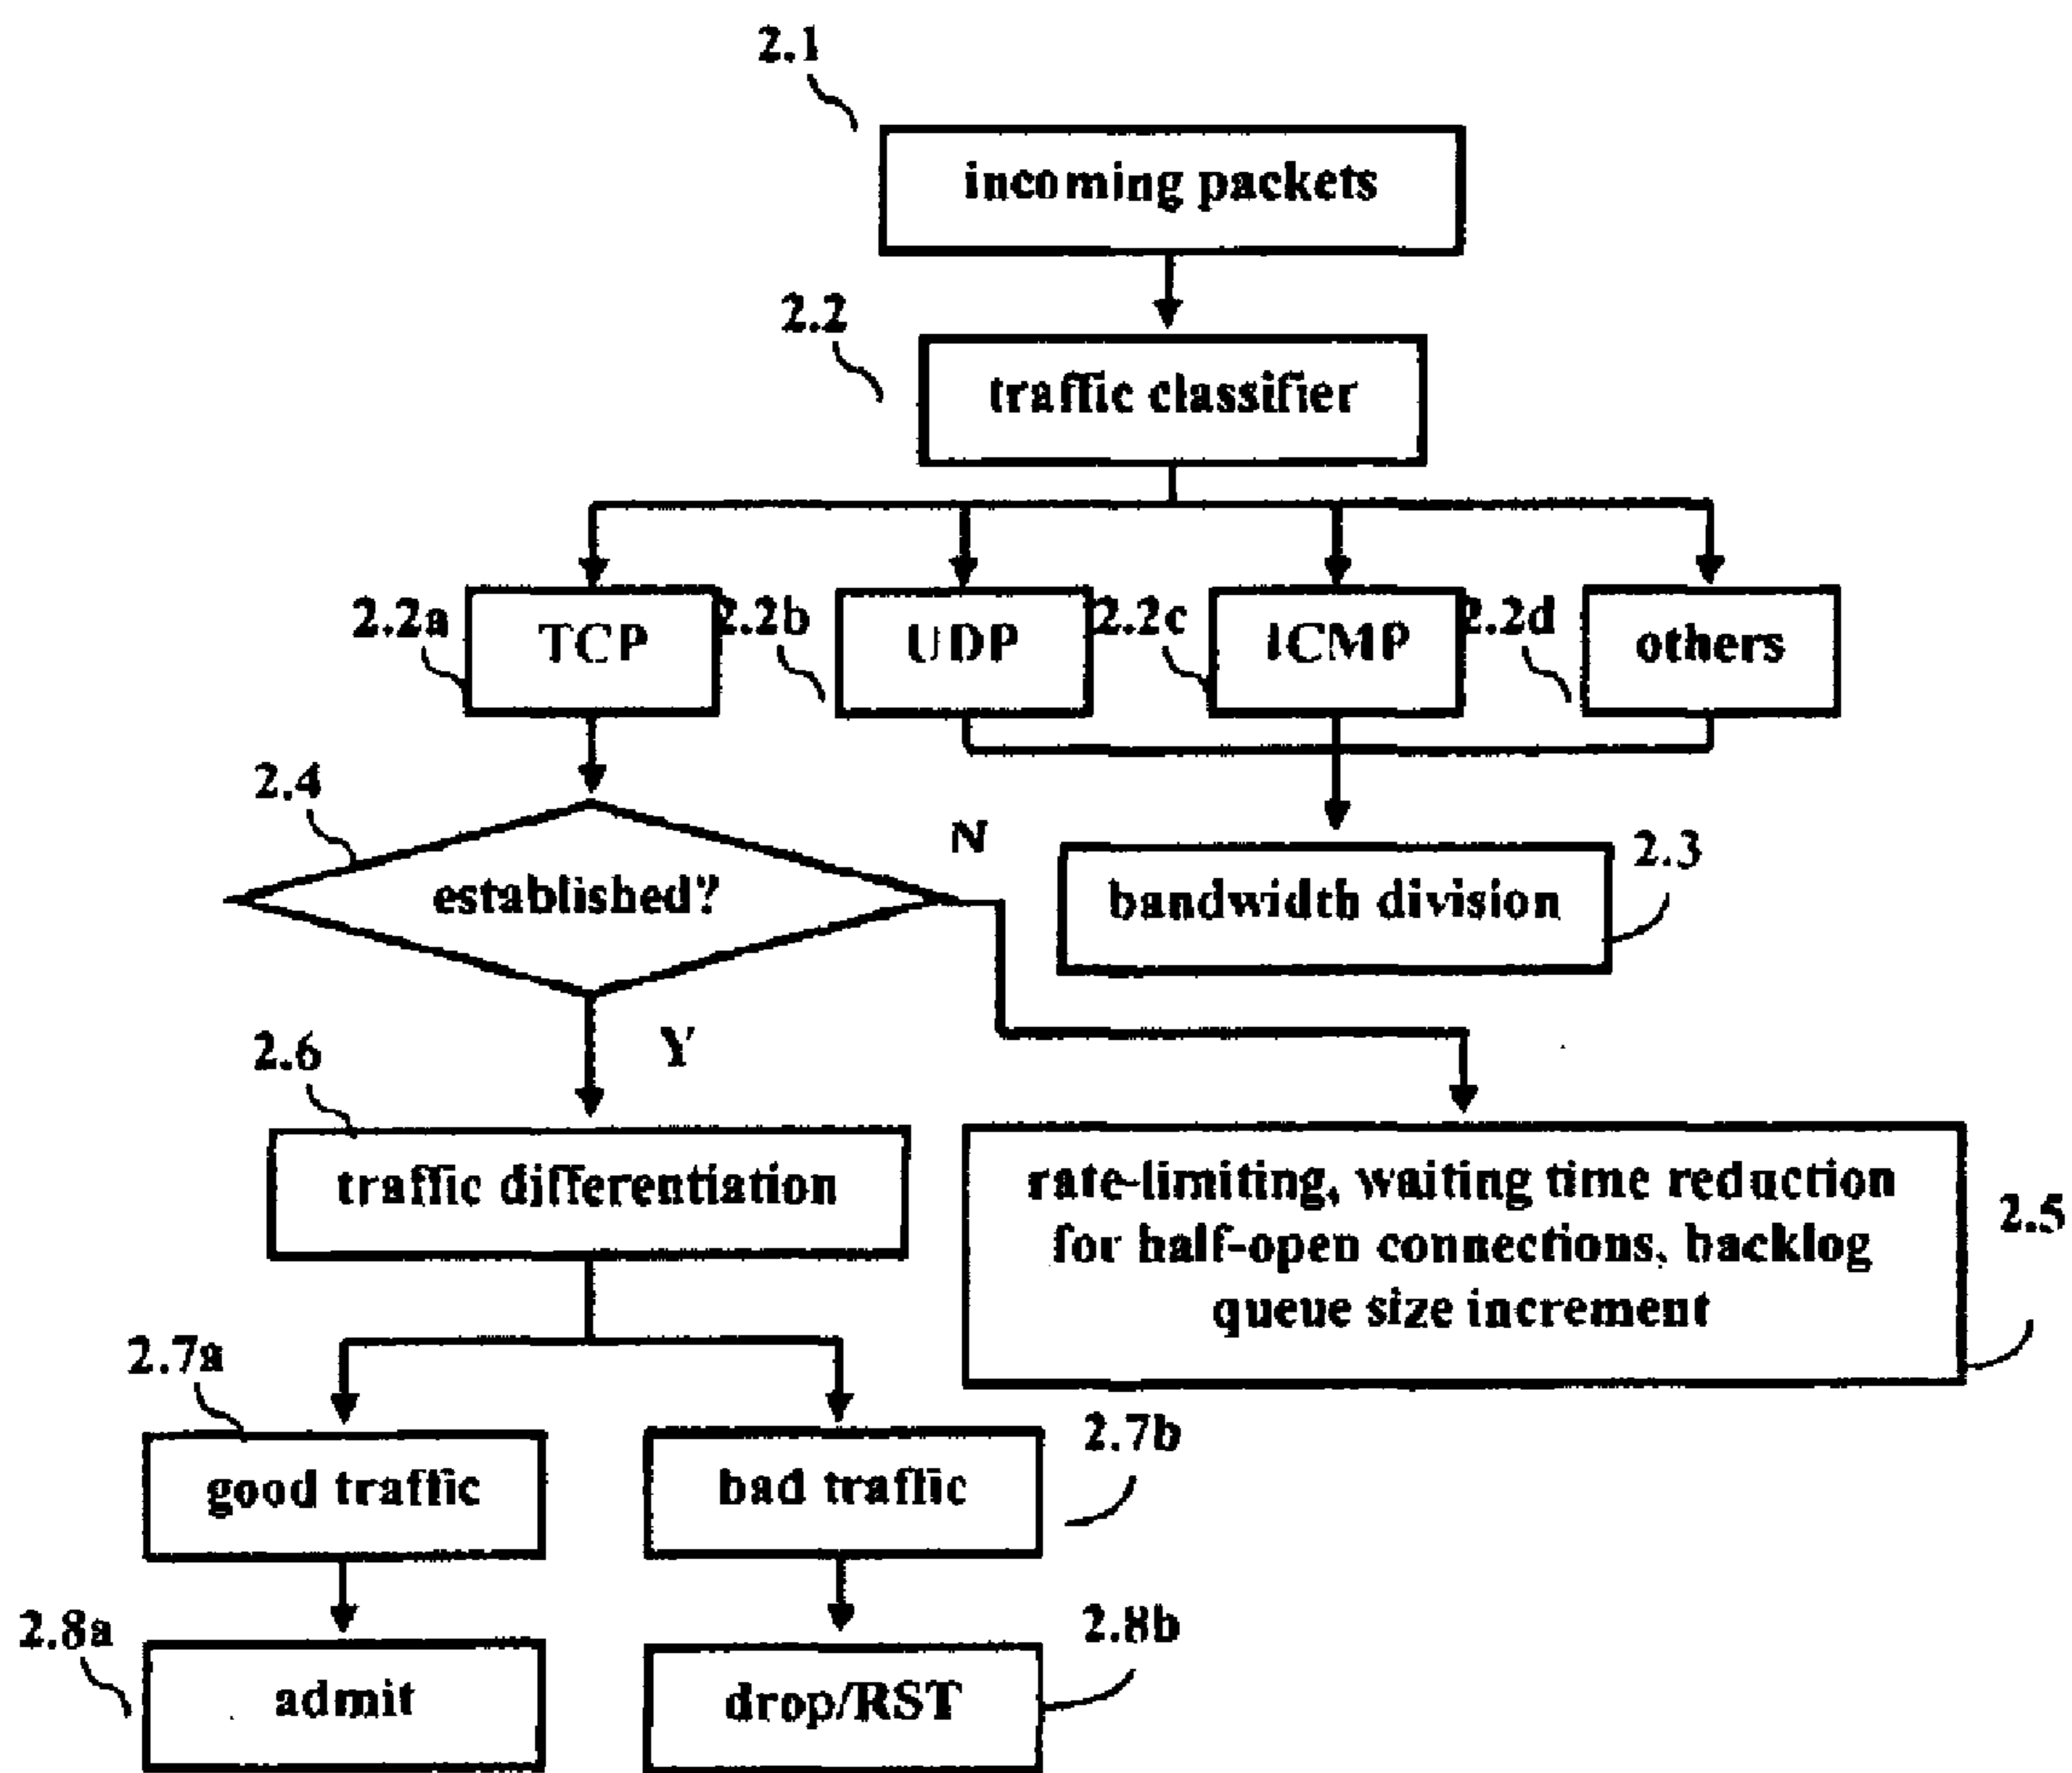 2.1
incoming packets
2.2
traffic classifier
2.2a
TCP
2.2b
UDP
2.2c
ICMP
2.2d
others
2.4
established?
N
bandwidth division
2.3
Y
2.6
traffic differentiation
rate-limiting, waiting time reduction
for half-open connections, backlog
queue size increment
2.5
2.7a
good traffic
bad traffic
2.7b
2.8a
admit
drop/RST
2.8b